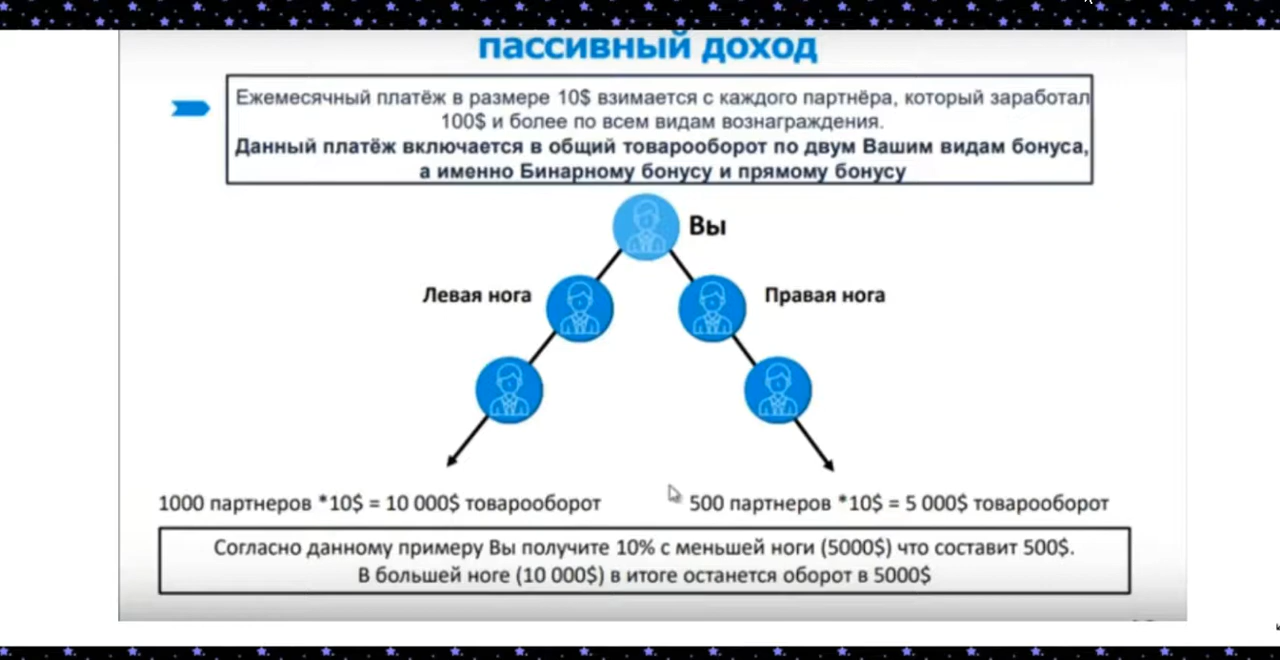 пассивный доход
Ежемесячный платёж в размере 10$ взимается с каждого партнёра, который заработал
100$ и более по всем видам вознаграждения.
Данный платёж включается в общий товарооборот по двум Вашим видам бонуса,
а именно Бинарному бонусу и прямому бонусу
Вы
Левая нога
Правая нога
1000 партнеров *10$ = 10 000$ товарооборот
500 партнеров *10$ = 5 000$ товарооборот
Согласно данному примеру Вы получите 10% с меньшей ноги (5000$) что составит 500$.
В большей ноге (10 000$) в итоге останется оборот в 5000$